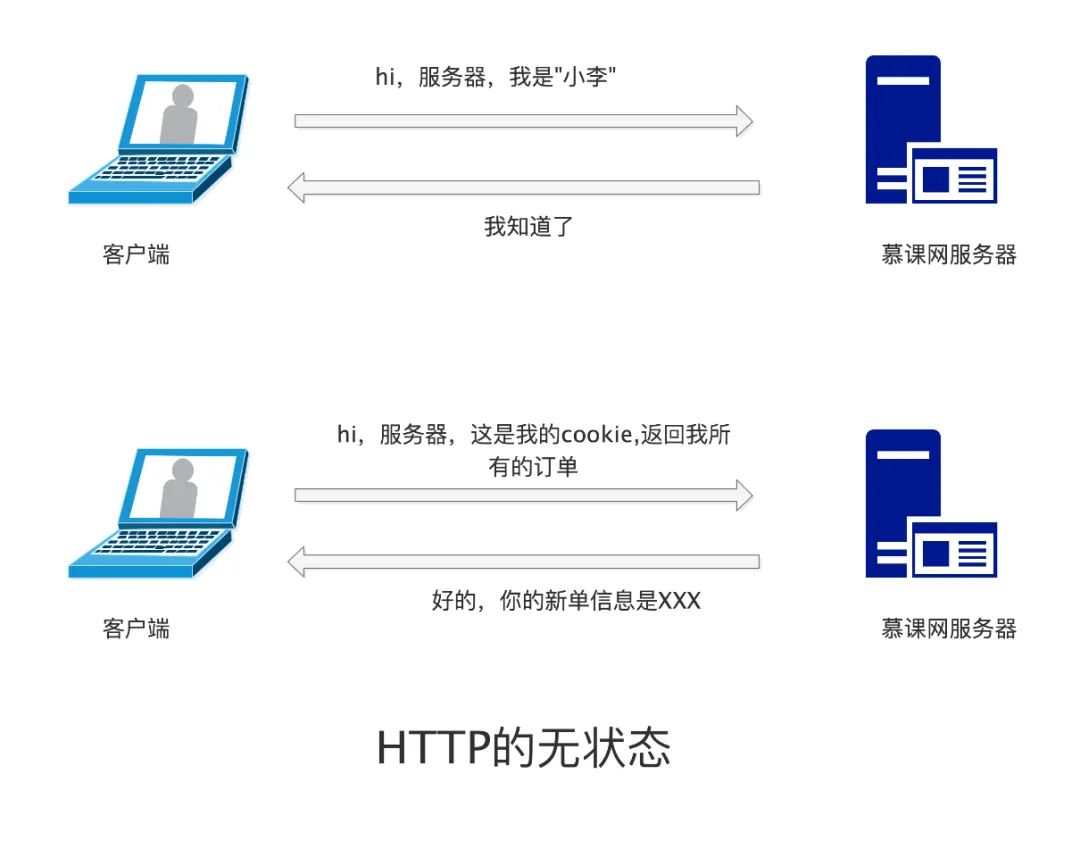 hi，服务器，我是"小李"
我知道了
客户端
慕课网服务器
hi，服务器，这是我的cookie,返回我所
有的订单
好的，你的新单信息是XXX
客户端
慕课网服务器
HTTP的无状态